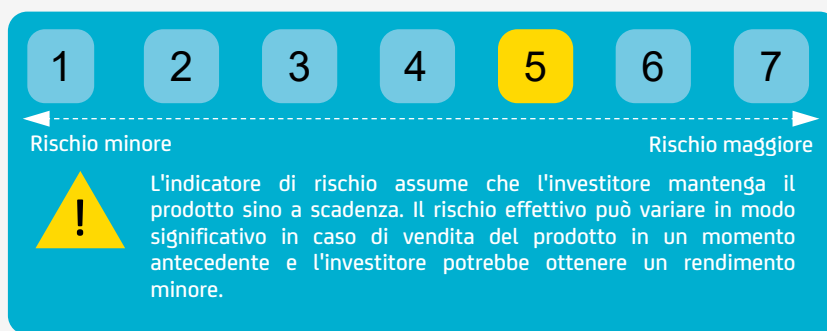 1 2 3 4 5 6 7
Rischio minore Rischio maggiore
!
L'indicatore di rischio assume che l'investitore mantenga il
prodotto sino a scadenza. Il rischio effettivo può variare in modo
significativo in caso di vendita del prodotto in un momento
antecedente e l'investitore potrebbe ottenere un rendimento
minore.